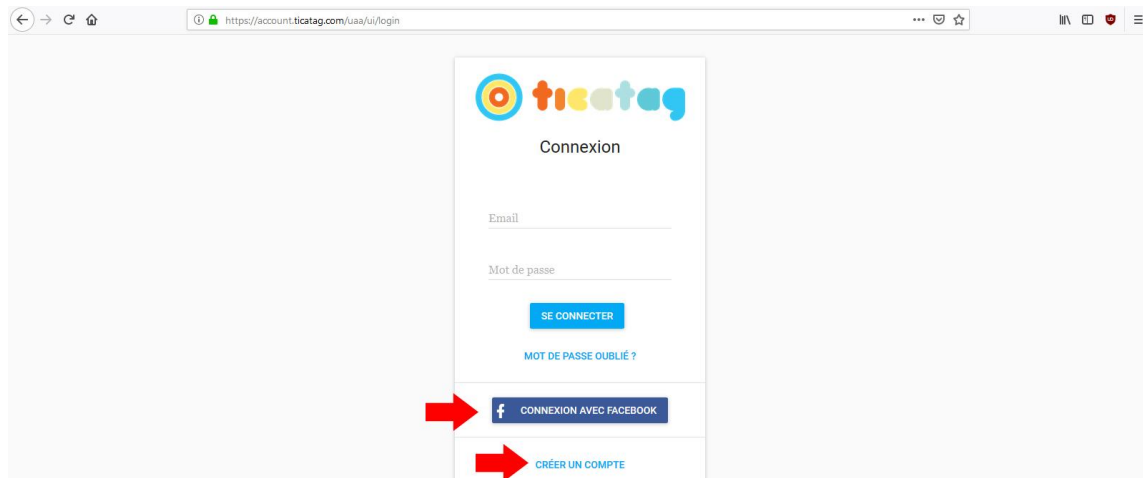 https://account.ticatag.com/uaa/ui/login
ticatag
Connexion
Email
Mot de passe
SE CONNECTER
MOT DE PASSE OUBLIÉ ?
f CONNEXION AVEC FACEBOOK
CRÉER UN COMPTE